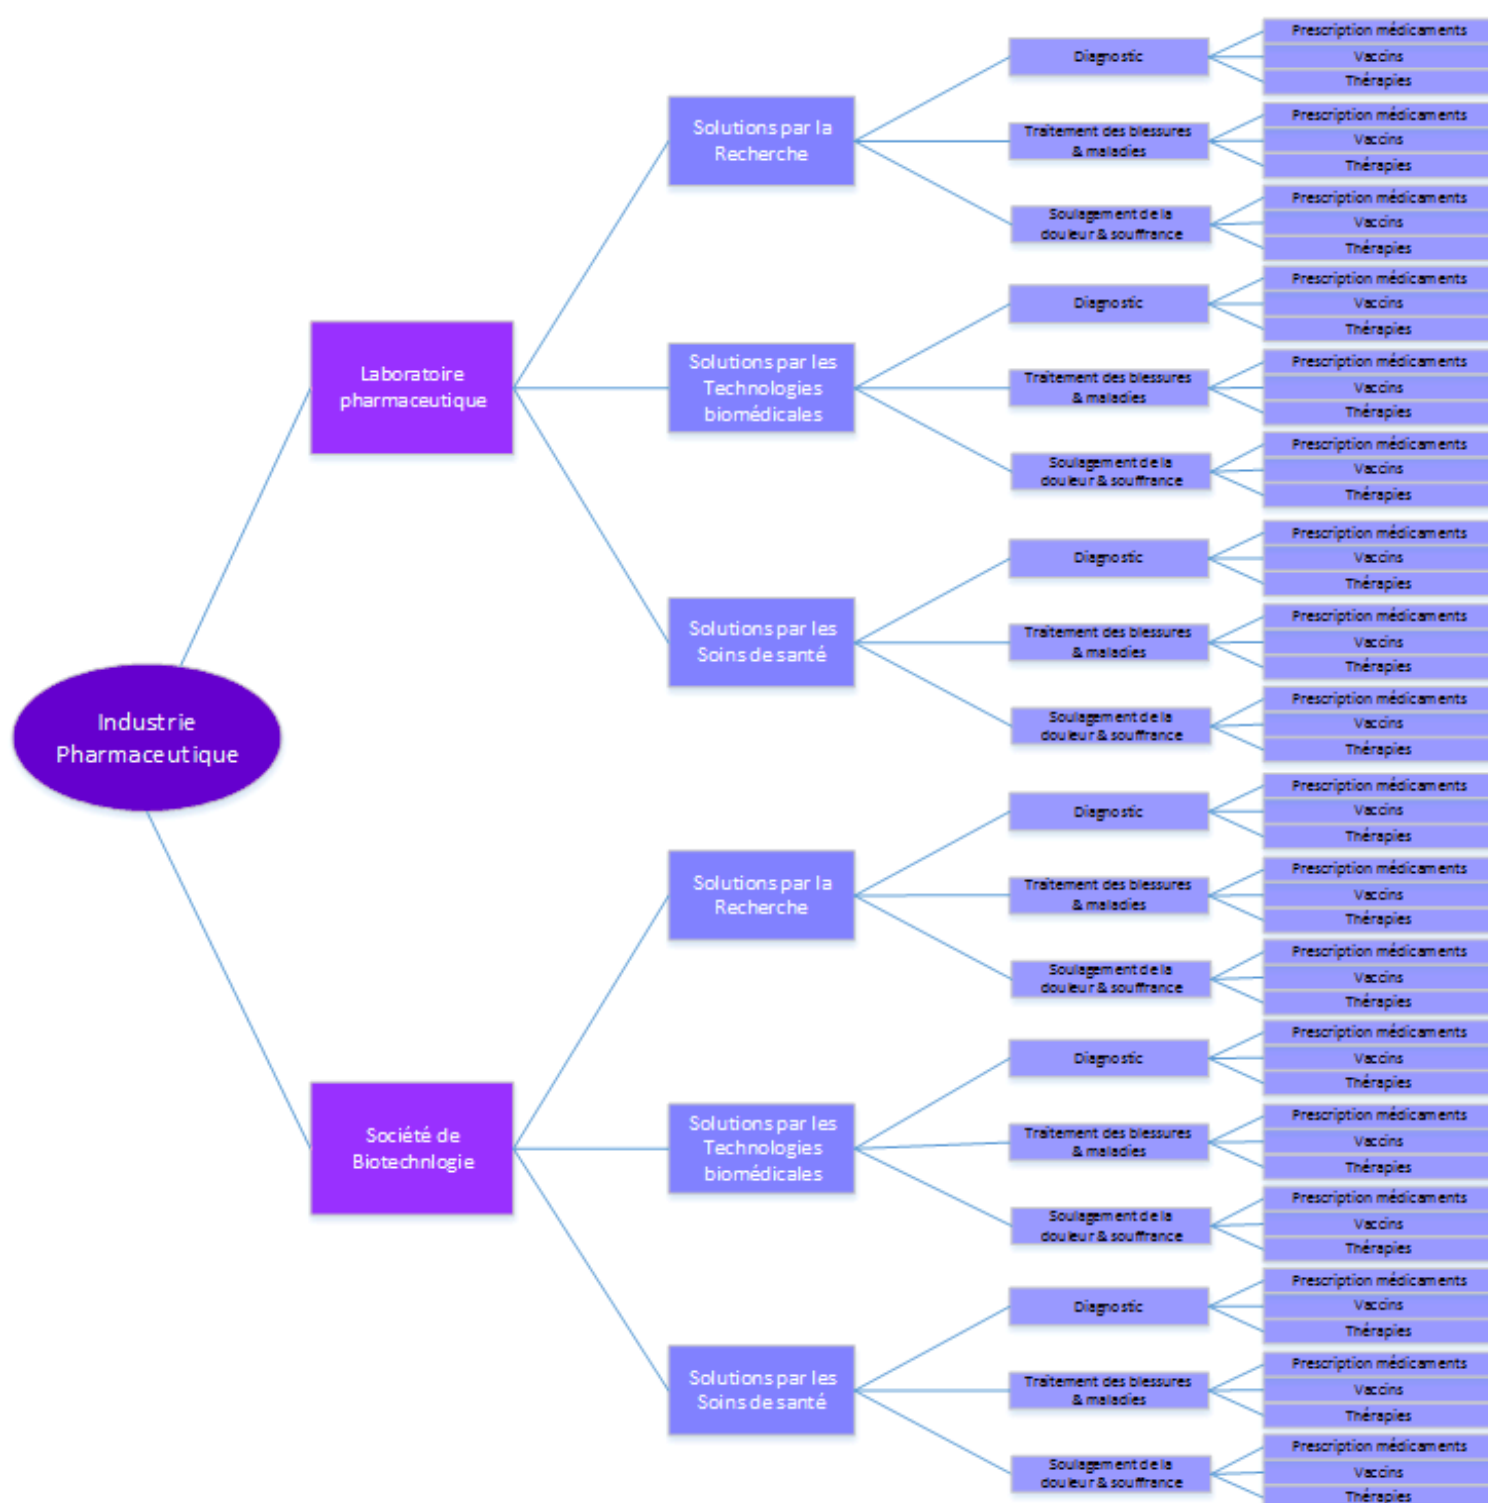 Industrie
Pharmaceutique
Laboratoire
pharmaceutique
Solutions par la
Recherche
Diagnostic
Prescription médicaments
Vaccins
Thérapies
Traitement des blessures
& maladies
Prescription médicaments
Vaccins
Thérapies
Soulagement de la
douleur & souffrance
Prescription médicaments
Vaccins
Thérapies
Solutions par les
Technologies
biomédicales
Diagnostic
Prescription médicaments
Vaccins
Thérapies
Traitement des blessures
& maladies
Prescription médicaments
Vaccins
Thérapies
Soulagement de la
douleur & souffrance
Prescription médicaments
Vaccins
Thérapies
Solutions par les
Soins de santé
Diagnostic
Prescription médicaments
Vaccins
Thérapies
Traitement des blessures
& maladies
Prescription médicaments
Vaccins
Thérapies
Soulagement de la
douleur & souffrance
Prescription médicaments
Vaccins
Thérapies
Société de
Biotechnlogie
Solutions par la
Recherche
Diagnostic
Prescription médicaments
Vaccins
Thérapies
Traitement des blessures
& maladies
Prescription médicaments
Vaccins
Thérapies
Soulagement de la
douleur & souffrance
Prescription médicaments
Vaccins
Thérapies
Solutions par les
Technologies
biomédicales
Diagnostic
Prescription médicaments
Vaccins
Thérapies
Traitement des blessures
& maladies
Prescription médicaments
Vaccins
Thérapies
Soulagement de la
douleur & souffrance
Prescription médicaments
Vaccins
Thérapies
Solutions par les
Soins de santé
Diagnostic
Prescription médicaments
Vaccins
Thérapies
Traitement des blessures
& maladies
Prescription médicaments
Vaccins
Thérapies
Soulagement de la
douleur & souffrance
Prescription médicaments
Vaccins
Thérapies